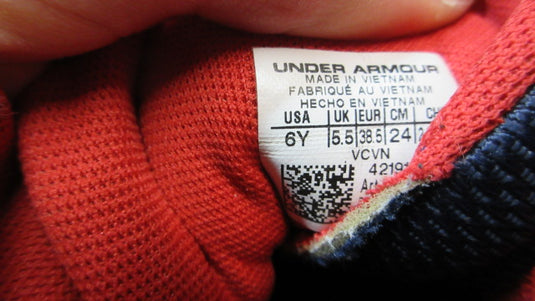 UNDER ARMOUR
MADE IN VIETNAM
FABRIQUÉ AU VIETNAM
HECHO EN VIETNAM
USA UK EUR CM
6Y 5.5 38.5 24
VCVN